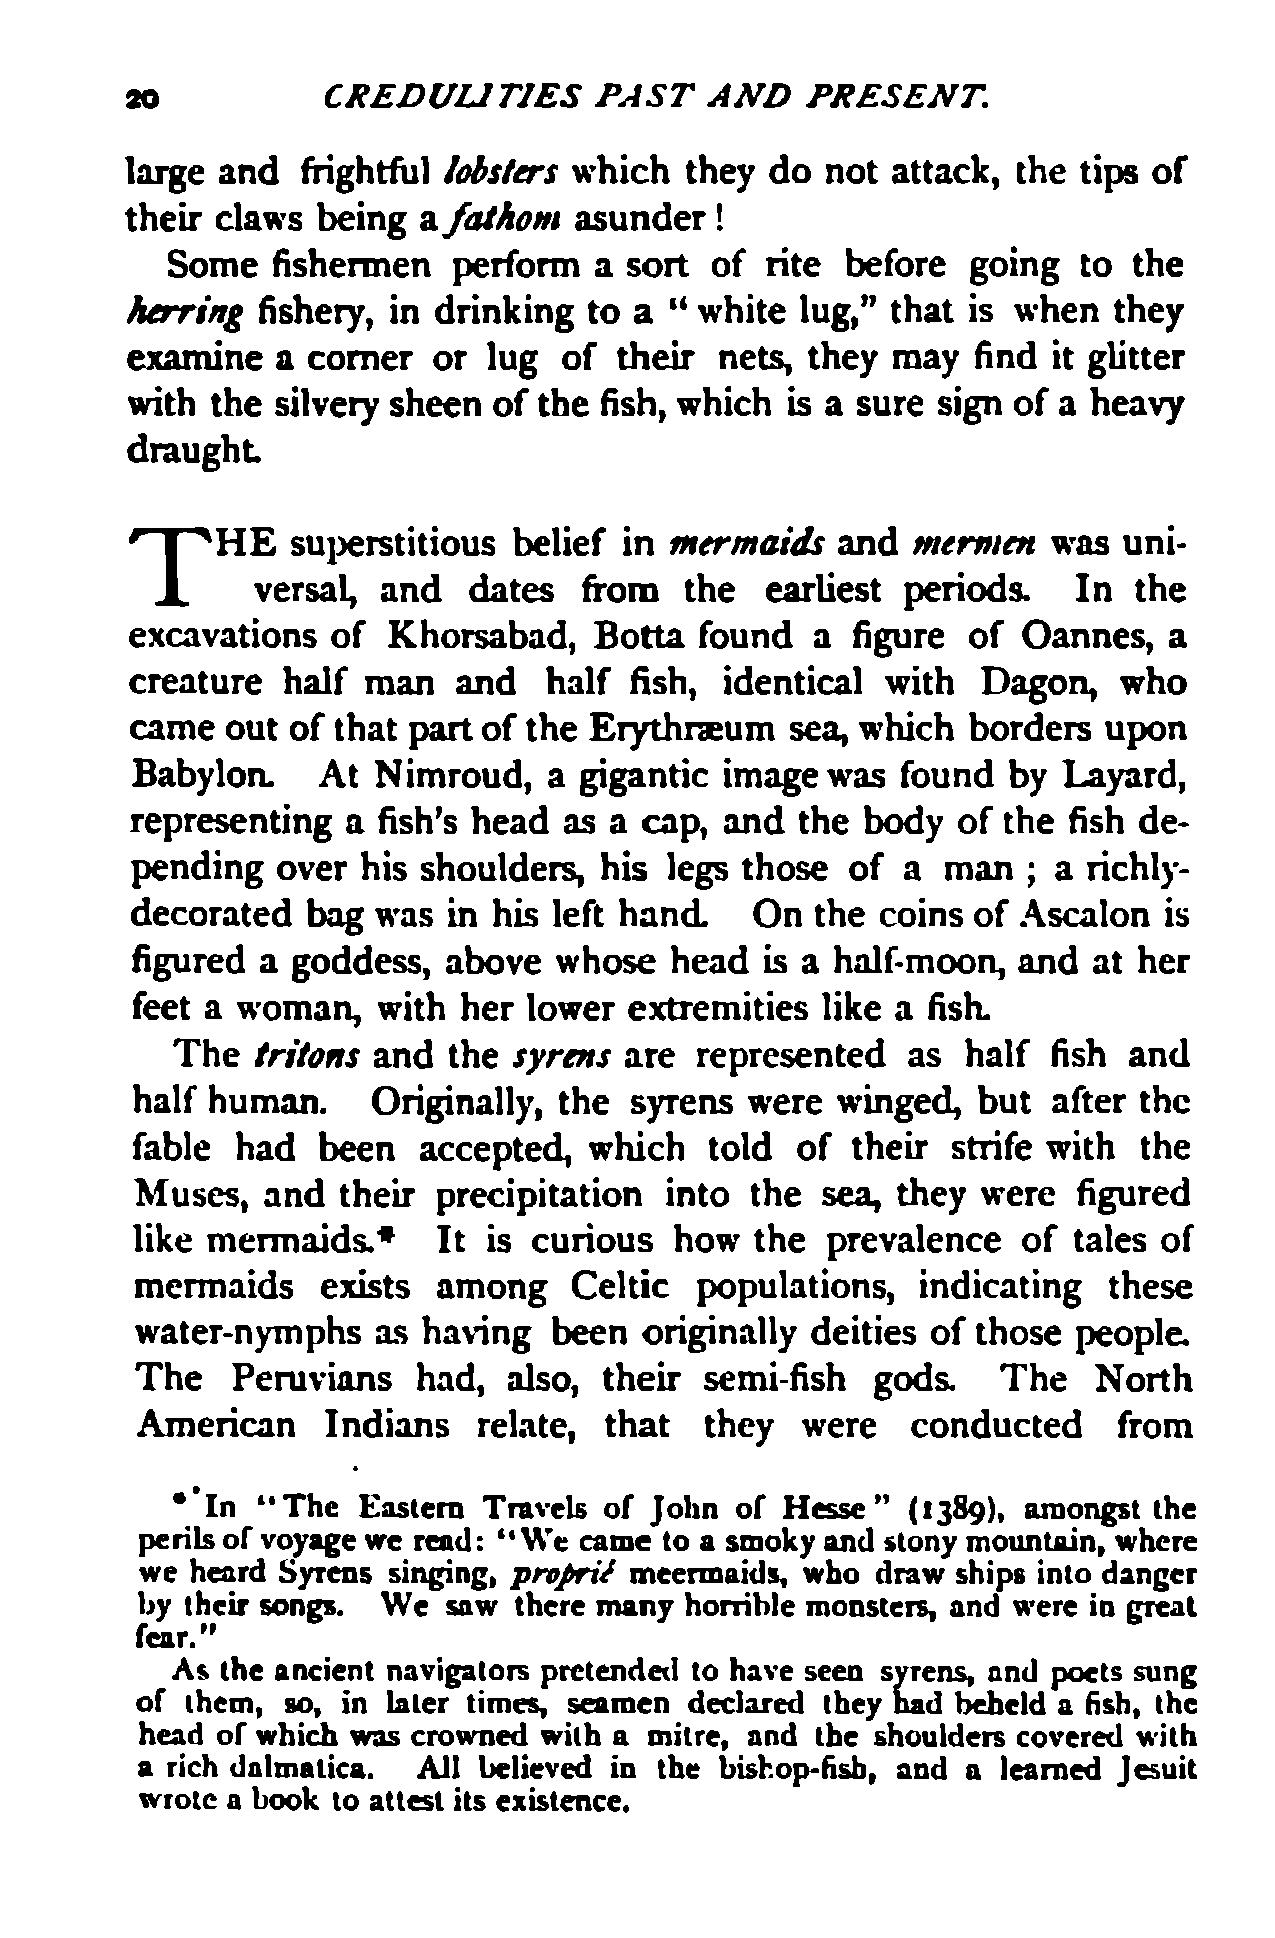 20 CREDULITIES PAST AND PRESENT.
large and frightful lobsters which they do not attack, the tips of
their claws being a fathom asunder !
Some fishermen perform a sort of rite before going to the
herring fishery, in drinking to a “ white lug,” that is when they
examine a corner or lug of their nets, they may find it glitter
with the silvery sheen of the fish, which is a sure sign of a heavy
draught.
THE superstitious belief in mermaids and mermen was uni-
versal, and dates from the earliest periods. In the
excavations of Khorsabad, Botta found a figure of Oannes, a
creature half man and half fish, identical with Dagon, who
came out of that part of the Erythræum sea, which borders upon
Babylon. At Nimroud, a gigantic image was found by Layard,
representing a fish's head as a cap, and the body of the fish de-
pending over his shoulders, his legs those of a man ; a richly-
decorated bag was in his left hand. On the coins of Ascalon is
figured a goddess, above whose head is a half-moon, and at her
feet a woman, with her lower extremities like a fish.
The tritons and the syrens are represented as half fish and
half human. Originally, the syrens were winged, but after the
fable had been accepted, which told of their strife with the
Muses, and their precipitation into the sea, they were figured
like mermaids.* It is curious how the prevalence of tales of
mermaids exists among Celtic populations, indicating these
water-nymphs as having been originally deities of those people.
The Peruvians had, also, their semi-fish gods. The North
American Indians relate, that they were conducted from
* In “The Eastern Travels of John of Hesse” (1389), amongst the
perils of voyage we read: “We came to a smoky and stony mountain, where
we heard Syrens singing, proprié meermaids, who draw ships into danger
by their songs. We saw there many horrible monsters, and were in great
fear.”
As the ancient navigators pretended to have seen syrens, and poets sung
of them, so, in later times, seamen declared they had beheld a fish, the
head of which was crowned with a mitre, and the shoulders covered with
a rich dalmatica. All believed in the bishop-fish, and a learned Jesuit
wrote a book to attest its existence.